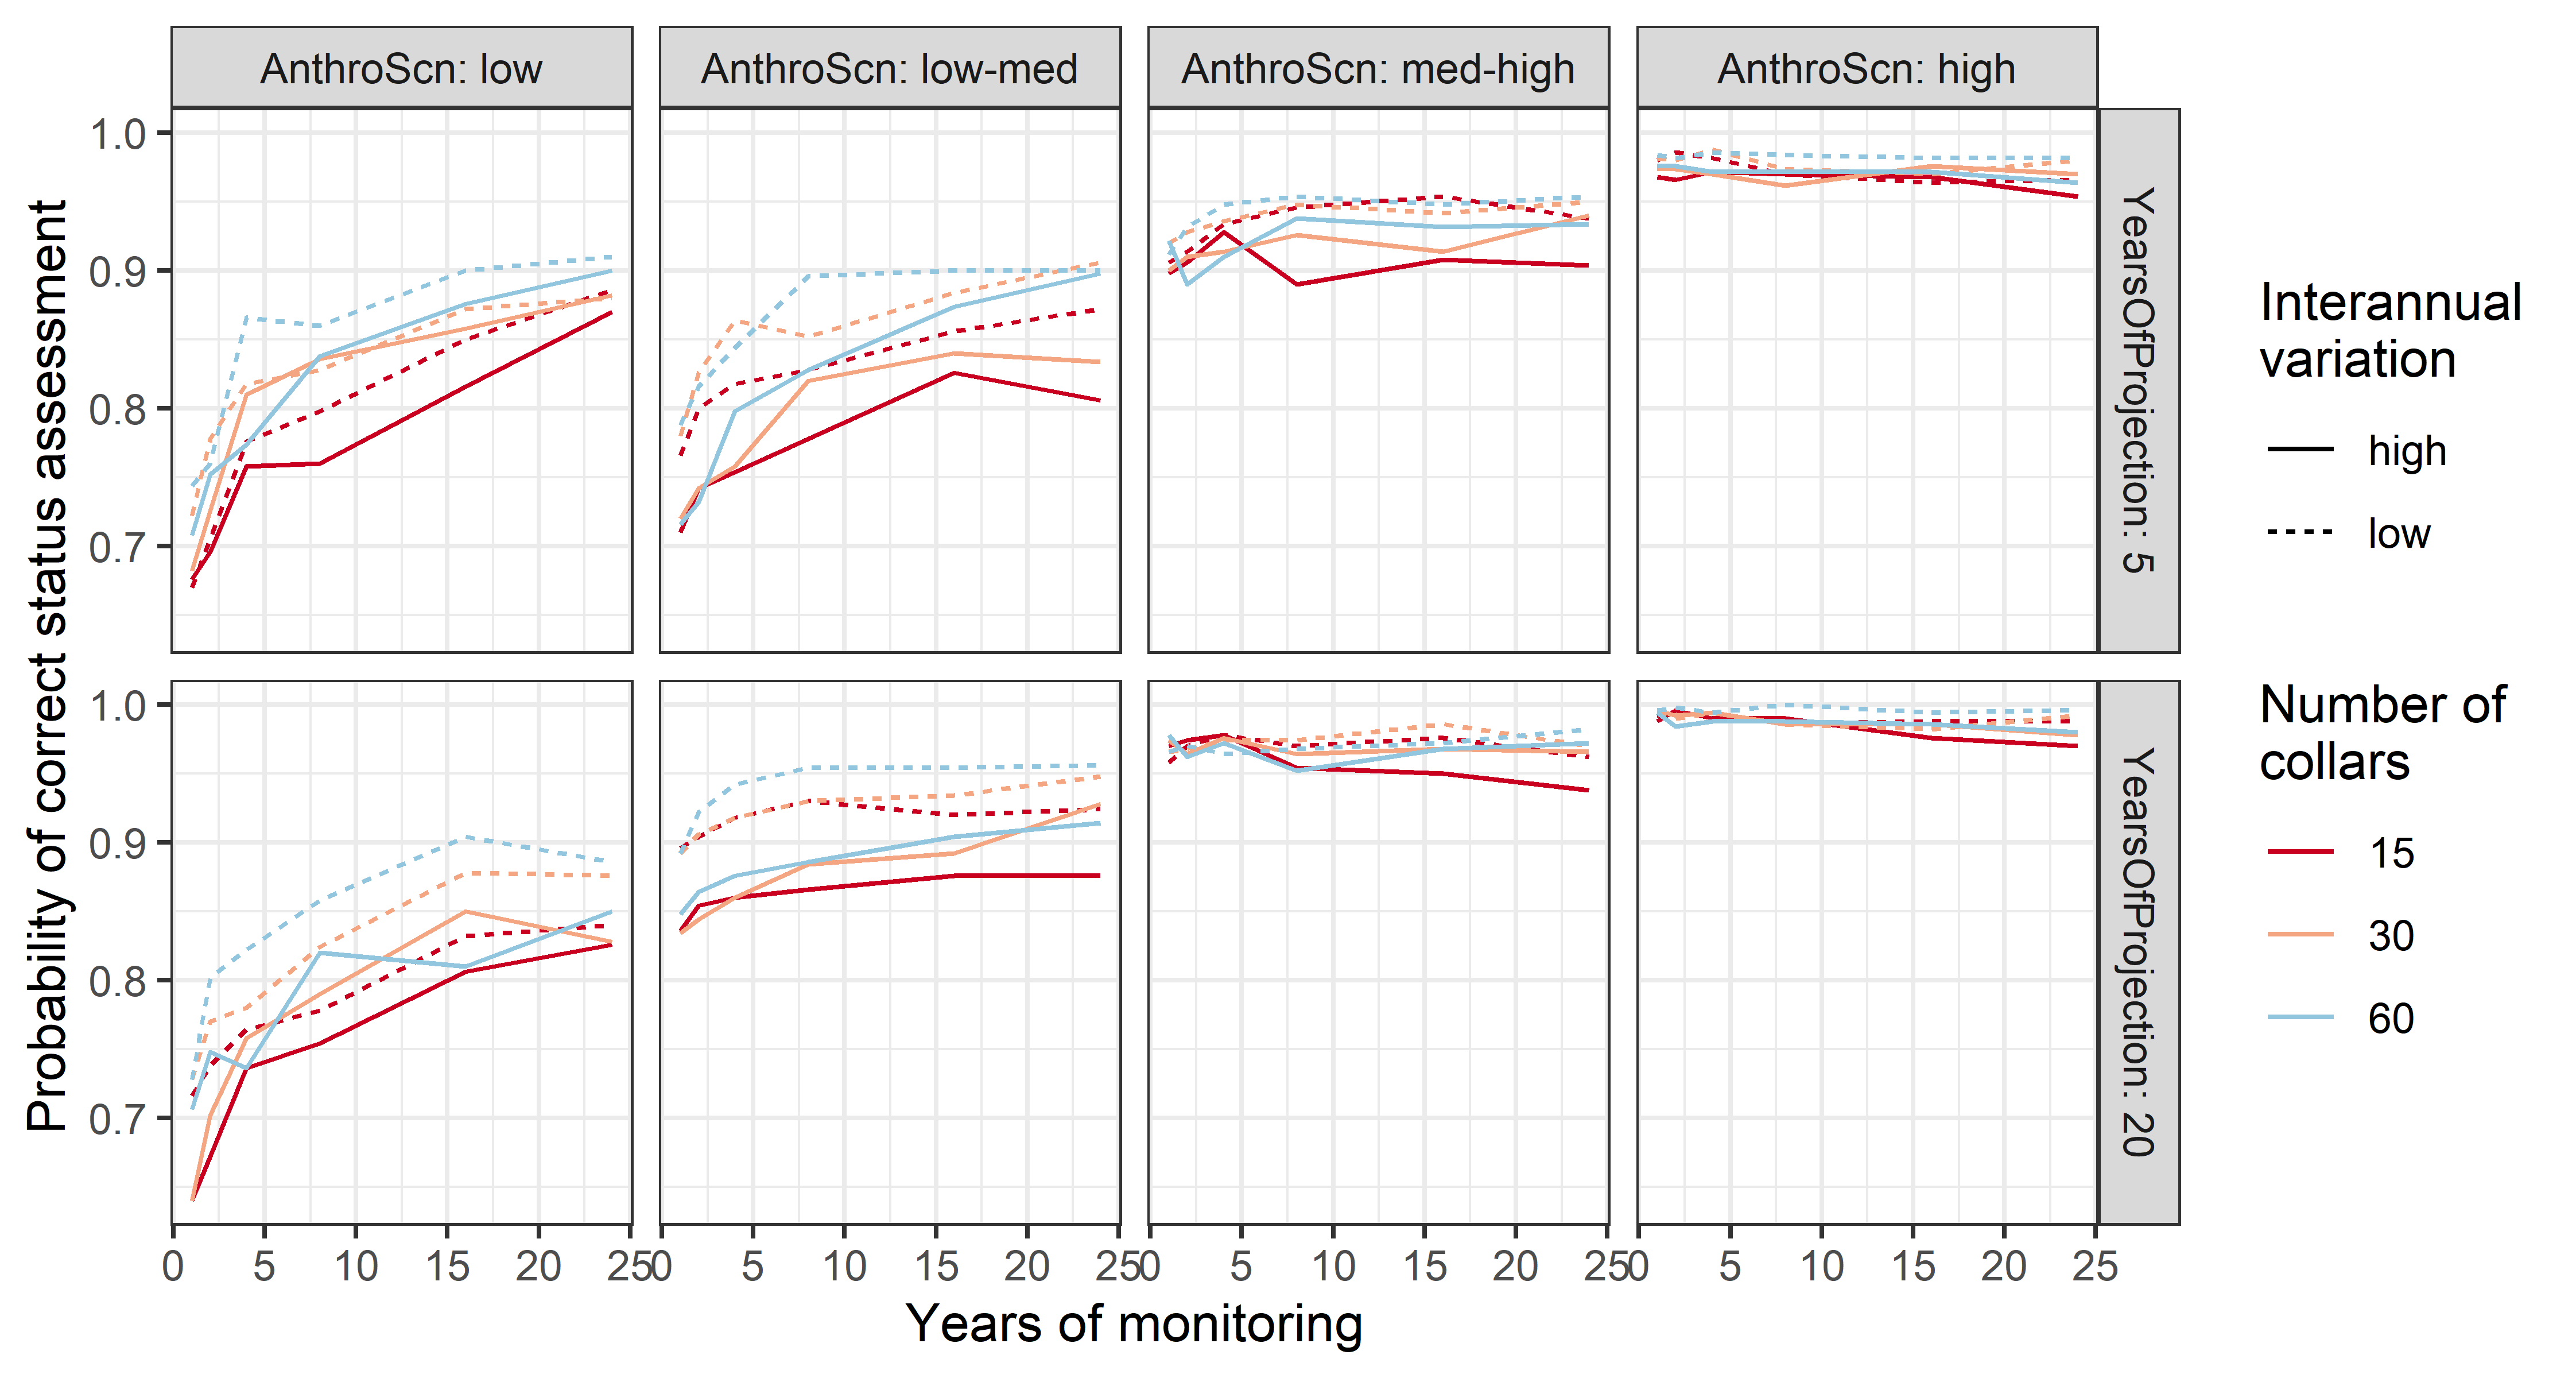 AnthroScn: low
AnthroScn: low-med
AnthroScn: med-high
AnthroScn: high
Probability of correct status assessment
1.0
0.9
0.8
0.7
YearsOfProjection: 5
1.0
0.9
0.8
0.7
YearsOfProjection: 20
0 5 10 15 20 25
0 5 10 15 20 25
0 5 10 15 20 25
0 5 10 15 20 25
Years of monitoring
Interannual
variation
high
low
Number of
collars
15
30
60